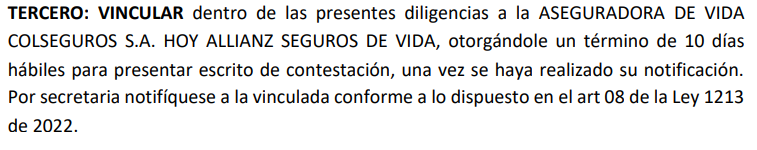 TERCERO: VINCULAR dentro de las presentes diligencias a la ASEGURADORA DE VIDA
COLSEGUROS S.A. HOY ALLIANZ SEGUROS DE VIDA, otorgándole un término de 10 días
hábiles para presentar escrito de contestación, una vez se haya realizado su notificación.
Por secretaria notifíquese a la vinculada conforme a lo dispuesto en el art 08 de la Ley 1213
de 2022.